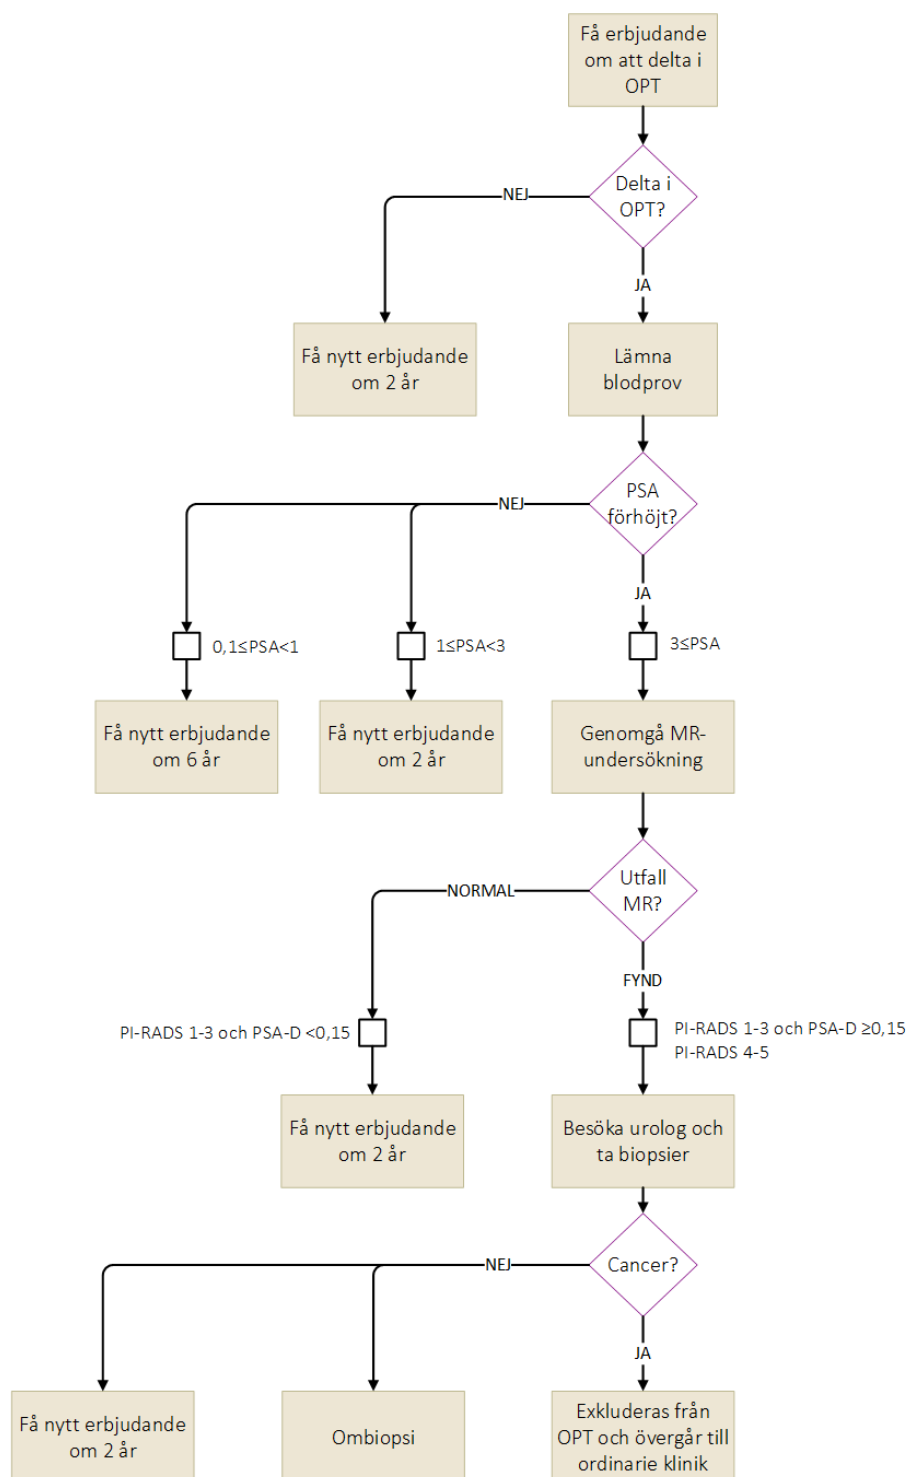 Få erbjudande
om att delta i
OPT
Delta i
OPT?
NEJ
JA
Få nytt erbjudande
om 2 år
Lämna
blodprov
PSA
förhöjt?
NEJ
JA
0,1≤PSA<1
1≤PSA<3
3≤PSA
Få nytt erbjudande
om 6 år
Få nytt erbjudande
om 2 år
Genomgå MR-
undersökning
Utfall
MR?
NORMAL
FYND
PI-RADS 1-3 och PSA-D <0,15
PI-RADS 1-3 och PSA-D ≥0,15
PI-RADS 4-5
Få nytt erbjudande
om 2 år
Besöka urolog och
ta biopsier
Cancer?
NEJ
JA
Få nytt erbjudande
om 2 år
Ombiopsi
Exkluderas från
OPT och övergår till
ordinarie klinik